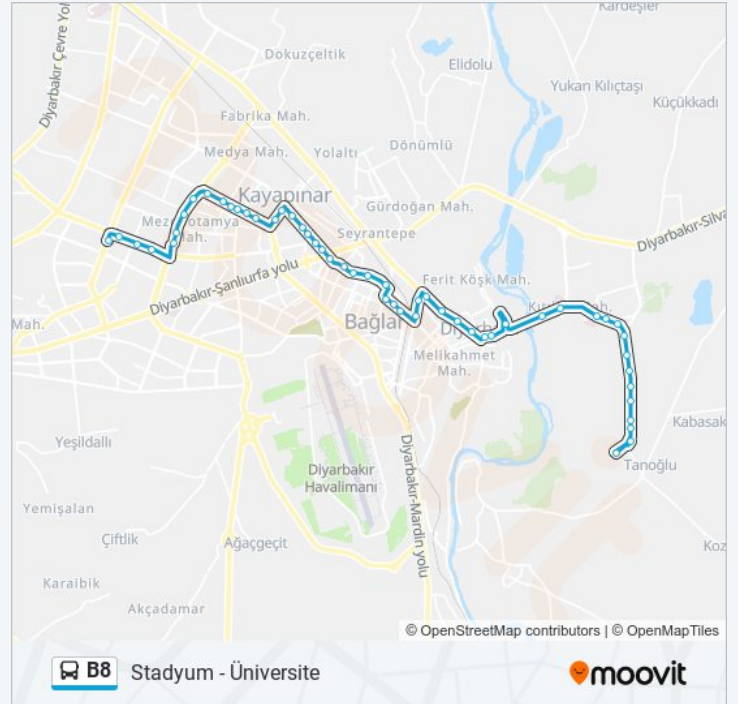 Kardeşler
Diyarbakır Çevre Yolu
Dokuzçeltik
Elidolu
Yukarı Kılıçtaşı
Küçükkadı
Fabrika Mah.
Medya Mah.
Yolaltı
Dönümlü
Kayapınar
Gürdoğan Mah.
Mah.
Seyrantepe
Diyarbakır-Silva
Diyarbakır-Şanlıurfa yolu
Ferit Köşk Mah.
Mah.
Mah.
Bağlar
Melikahmet
Mah.
Yeşildallı
Kabasak
Diyarbakır
Havalimanı
Tanoğlu
Diyarbakır-Mardin yolu
Yemişalan
Çiftlik
Ağaçgeçit
Koz
Karaibik
Akçadamar
© OpenStreetMap contributors | © OpenMapTiles
B8 Stadyum - Üniversite
moovit